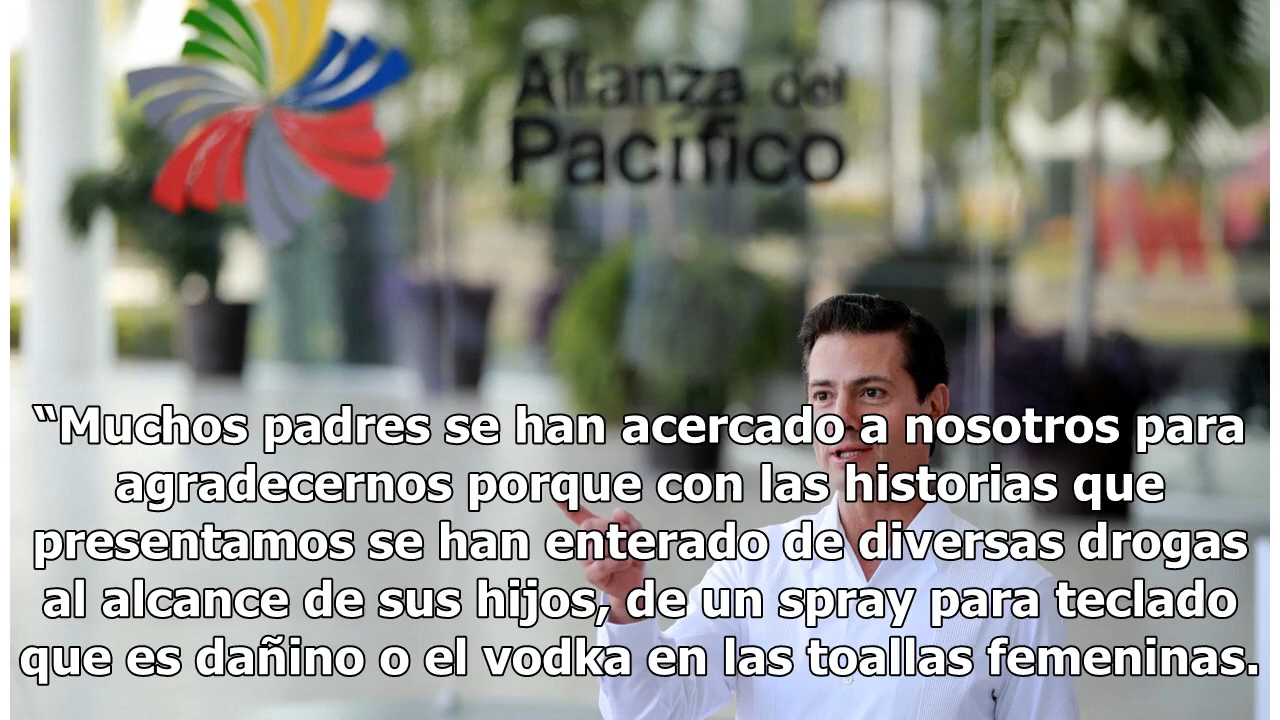 Alianza del
Pacífico
“Muchos padres se han acercado a nosotros para
agradecernos porque con las historias que
presentamos se han enterado de diversas drogas
al alcance de sus hijos, de un spray para teclado
que es dañino o el vodka en las toallas femeninas.